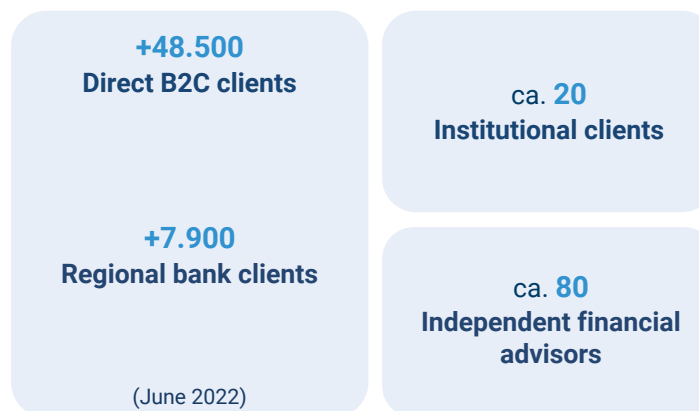 +48.500
Direct B2C clients
+7.900
Regional bank clients
(June 2022)
ca. 20
Institutional clients
ca. 80
Independent financial
advisors